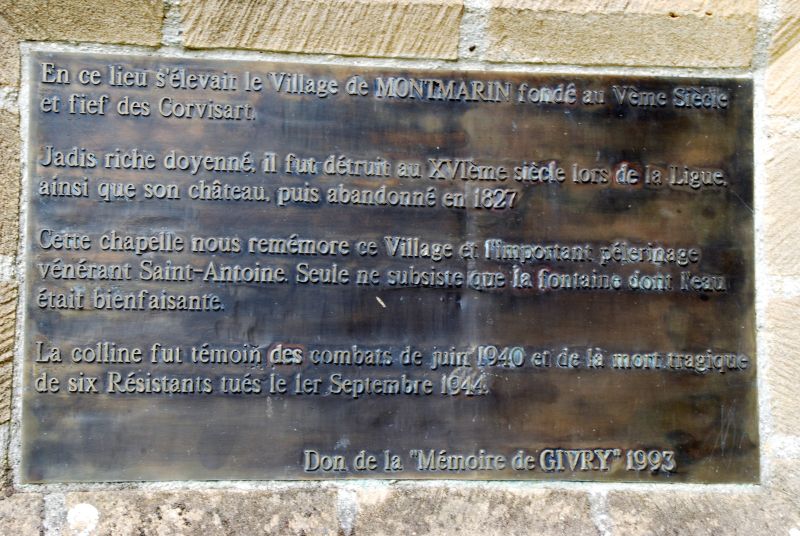 En ce lieu s'élevait le Village de MONTMARIN fondé au Vème Siècle
et fief des Corvisart.
Jadis riche doyenné, il fut détruit au XVIème siècle lors de la Ligue,
ainsi que son château, puis abandonné en 1827
Cette chapelle nous remémore ce Village et l'important pélerinage
vénérant Saint-Antoine. Seule ne subsiste que la fontaine dont l'eau
était bienfaisante.
La colline fut témoin des combats de juin 1940 et de la mort tragique
de six Résistants tués le 1er Septembre 1944.
Don de la "Mémoire de GIVRY" 1993